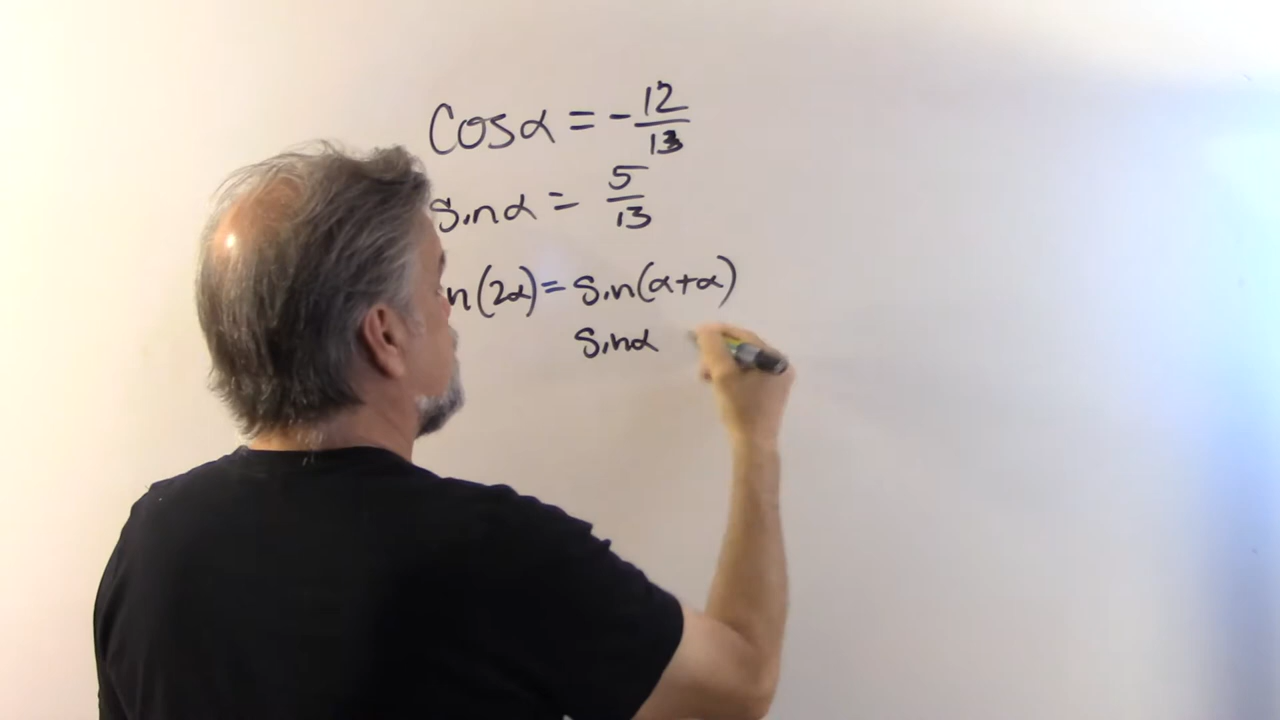 cosα = -12/13
sinα = 5/13
n(2α) = sin(α+α)
sinα